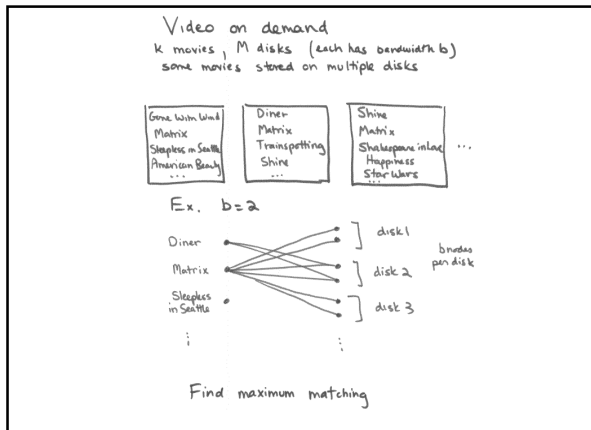 Video on demand
K movies, M disks (each has bandwidth b)
some movies stored on multiple disks
Gone With Wind
Matrix
Sleepless in Seattle
American Beauty
...
Diner
Matrix
Trainspotting
Shine
...
Shine
Matrix
Shakespeare in Love
Happiness
Star Wars
...
...
Ex. b=2
Diner
Matrix
Sleepless
in Seattle
⋮
disk 1
disk 2
disk 3
⋮
b nodes
per disk
Find maximum matching